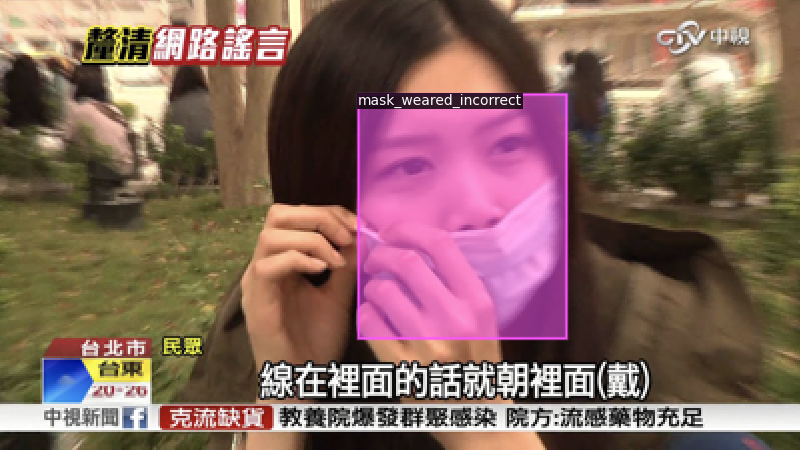 釐清網路謠言
CTV 中視
mask_weared_incorrect
台北市 民眾
台東
20-26
線在裡面的話就朝裡面(戴)
中視新聞 f 克流缺貨 教養院爆發群聚感染 院方:流感藥物充足